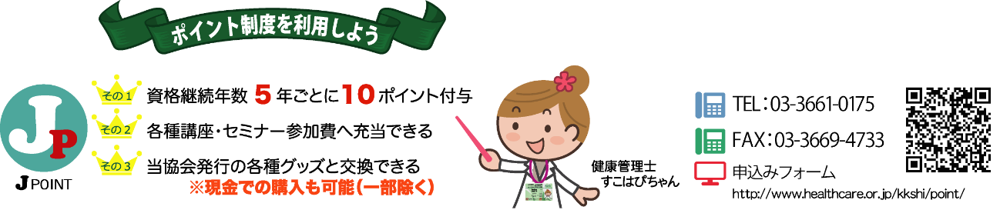 ポイント制度を利用しよう
その1 資格継続年数 5 年ごとに10 ポイント付与
その2 各種講座・セミナー参加費へ充当できる
その3 当協会発行の各種グッズと交換できる
※現金での購入も可能(一部除く)
JP
J POINT
健康管理士
すこはぴちゃん
TEL:03-3661-0175
FAX:03-3669-4733
申込みフォーム
http://www.healthcare.or.jp/kkshi/point/